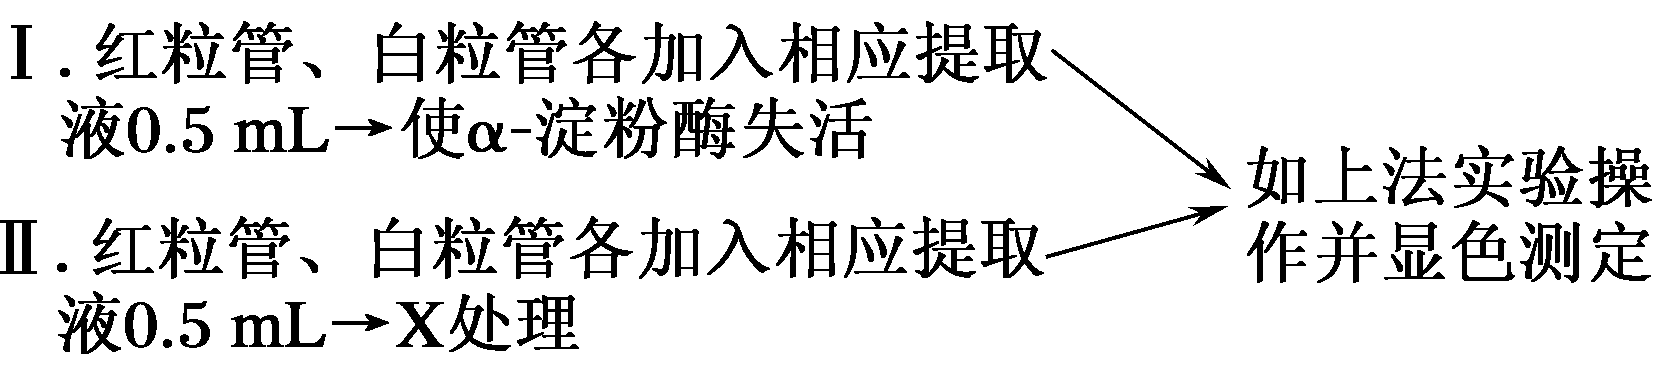 Ⅰ. 红粒管、白粒管各加入相应提取
液0.5 mL→使α-淀粉酶失活
如上法实验操
作并显色测定
Ⅱ. 红粒管、白粒管各加入相应提取
液0.5 mL→X处理